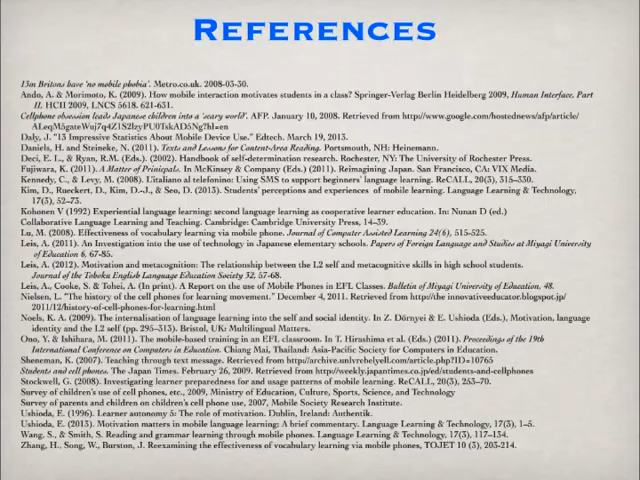 REFERENCES
13m Britons have 'no mobile phobia'. Metro.co.uk. 2008-03-30.
Ando, A. & Morimoto, K. (2009). How mobile interaction motivates students in a class? Springer-Verlag Berlin Heidelberg 2009, Human Interface, Part
II. HCII 2009, LNCS 5618. 621-631.
Cellphone obsession leads Japanese children into a 'scary world'. AFP. January 10, 2008. Retrieved from http://www.google.com/hostednews/afp/article/
Daly, J. "13 Impressive Statistics About Mobile Device Use." Edtech. March 19, 2013.
Daniels, H. and Steineke, N. (2011). Texts and Lessons for Content-Area Reading. Portsmouth, NH: Heinemann.
Deci, E. L., & Ryan, R.M. (Eds.). (2002). Handbook of self-determination research. Rochester, NY: The University of Rochester Press.
Fujiwara, K. (2011). A Matter of Prinicpals. In McKinsey & Company (Eds.) (2011). Reimagining Japan. San Francisco, CA: VIX Media.
Kennedy, C., & Levy, M. (2008). L'italiano al telefonino: Using SMS to support beginners' language learning. ReCALL, 20(3), 315–330.
Kim, D., Rueckert, D., Kim, D.-J., & Seo, D. (2013). Students' perceptions and experiences of mobile learning. Language Learning & Technology,
17(3), 52–73.
Kohonen V (1992) Experiential language learning: second language learning as cooperative learner education. In: Nunan D (ed.)
Collaborative Language Learning and Teaching. Cambridge: Cambridge University Press, 14–39.
Lu, M. (2008). Effectiveness of vocabulary learning via mobile phone. Journal of Computer Assisted Learning 24(6), 515-525.
Leis, A. (2011). An Investigation into the use of technology in Japanese elementary schools. Papers of Foreign Language and Studies at Miyagi University
of Education 6, 67-85.
Leis, A. (2012). Motivation and metacognition: The relationship between the L2 self and metacognitive skills in high school students.
Journal of the Tohoku English Language Education Society 32, 57-68.
Leis, A., Cooke, S. & Tohei, A. (In print). A Report on the use of Mobile Phones in EFL Classes. Bulletin of Miyagi University of Education, 48.
Nielsen, L. "The history of the cell phones for learning movement." December 4, 2011. Retrieved from http://the innovativeeducator.blogspot.jp/
2011/12/history-of-cell-phones-for-learning.html
Noels, K. A. (2009). The internalisation of language learning into the self and social identity. In Z. Dörnyei & E. Ushioda (Eds.), Motivation, language
identity and the L2 self (pp. 295–313). Bristol, UK: Multilingual Matters.
Ono, Y. & Ishihara, M. (2011). The mobile-based training in an EFL classroom. In T. Hirashima et al. (Eds.) (2011). Proceedings of the 19th
International Conference on Computers in Education. Chiang Mai, Thailand: Asia-Pacific Society for Computers in Education.
Sheneman, K. (2007). Teaching through text message. Retrieved from http://archive.unlvrebelyell.com/article.php?ID=10765
Students and cell phones. The Japan Times. February 26, 2009. Retrieved from http://weekly.japantimes.co.jp/ed/students-and-cellphones
Stockwell, G. (2008). Investigating learner preparedness for and usage patterns of mobile learning. ReCALL, 20(3), 253–70.
Survey of children's use of cell phones, etc., 2009, Ministry of Education, Culture, Sports, Science, and Technology
Survey of parents and children on children's cell phone use, 2007, Mobile Society Research Institute.
Ushioda, E. (1996). Learner autonomy 5: The role of motivation. Dublin, Ireland: Authentik.
Ushioda, E. (2013). Motivation matters in mobile language learning: A brief commentary. Language Learning & Technology, 17(3), 1–5.
Wang, S., & Smith, S. Reading and grammar learning through mobile phones. Language Learning & Technology, 17(3), 117–134.
Zhang, H., Song, W., Burston, J. Reexamining the effectiveness of vocabulary learning via mobile phones, TOJET 10 (3), 203-214.